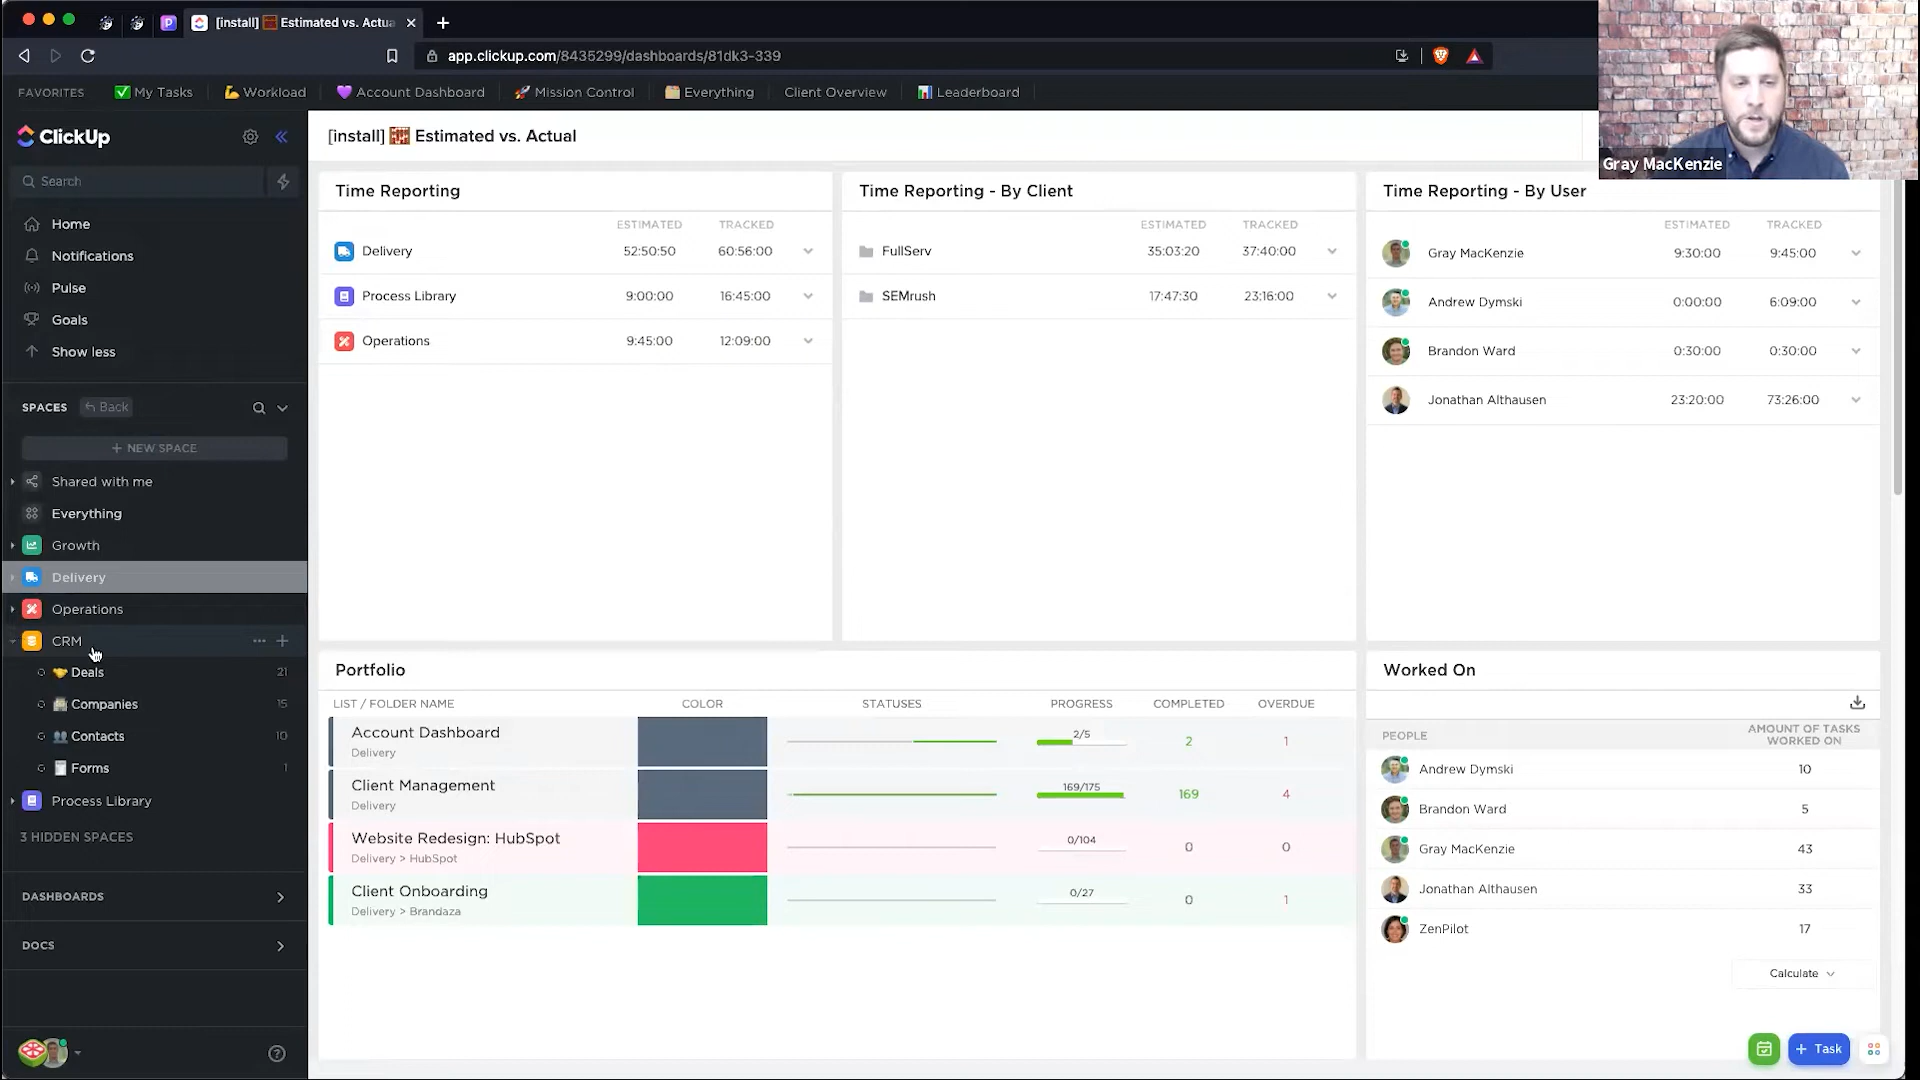 [install] 🧮 Estimated vs. Actua
app.clickup.com/8435299/dashboards/81dk3-339
FAVORITES
My Tasks
Workload
Account Dashboard
Mission Control
Everything
Client Overview
Leaderboard
Gray MacKenzie
ClickUp
Search
Home
Notifications
Pulse
Goals
Show less
SPACES Back
+ NEW SPACE
Shared with me
Everything
Growth
Delivery
Operations
CRM
Deals 21
Companies 15
Contacts 10
Forms 1
Process Library
3 HIDDEN SPACES
DASHBOARDS
DOCS
[install] 🧮 Estimated vs. Actual
Time Reporting
ESTIMATED TRACKED
Delivery 52:50:50 60:56:00
Process Library 9:00:00 16:45:00
Operations 9:45:00 12:09:00
Time Reporting - By Client
ESTIMATED TRACKED
FullServ 35:03:20 37:40:00
SEMrush 17:47:30 23:16:00
Time Reporting - By User
ESTIMATED TRACKED
Gray MacKenzie 9:30:00 9:45:00
Andrew Dymski 0:00:00 6:09:00
Brandon Ward 0:30:00 0:30:00
Jonathan Althausen 23:20:00 73:26:00
Portfolio
LIST / FOLDER NAME COLOR STATUSES PROGRESS COMPLETED OVERDUE
Account Dashboard 2/5 2 1
Delivery
Client Management 169/175 169 4
Delivery
Website Redesign: HubSpot 0/104 0 0
Delivery > HubSpot
Client Onboarding 0/27 0 1
Delivery > Brandaza
Worked On
PEOPLE AMOUNT OF TASKS
WORKED ON
Andrew Dymski 10
Brandon Ward 5
Gray MacKenzie 43
Jonathan Althausen 33
ZenPilot 17
Calculate
+ Task